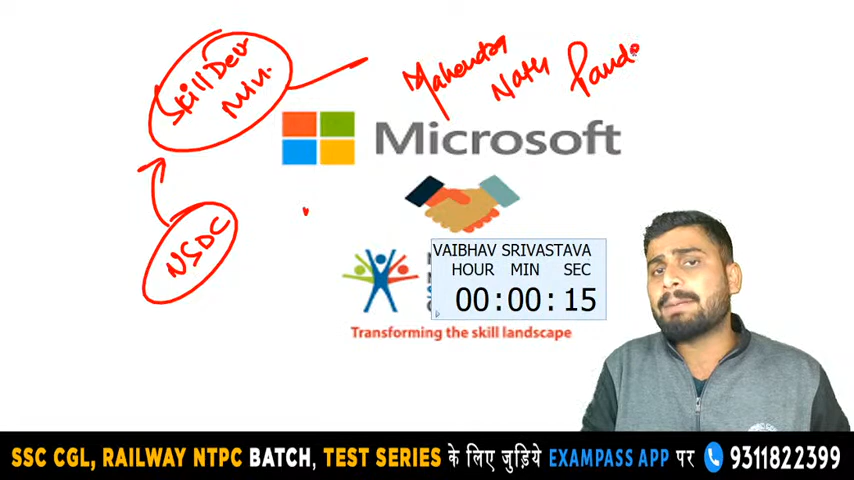 Skill Dev
Min.
Mahendra
Nath Pande
Microsoft
NSDC
VAIBHAV SRIVASTAVA
HOUR MIN SEC
00:00:15
Transforming the skill landscape
SSC CGL, RAILWAY NTPC BATCH, TEST SERIES के लिए जुड़िये EXAMPASS APP पर 9311822399